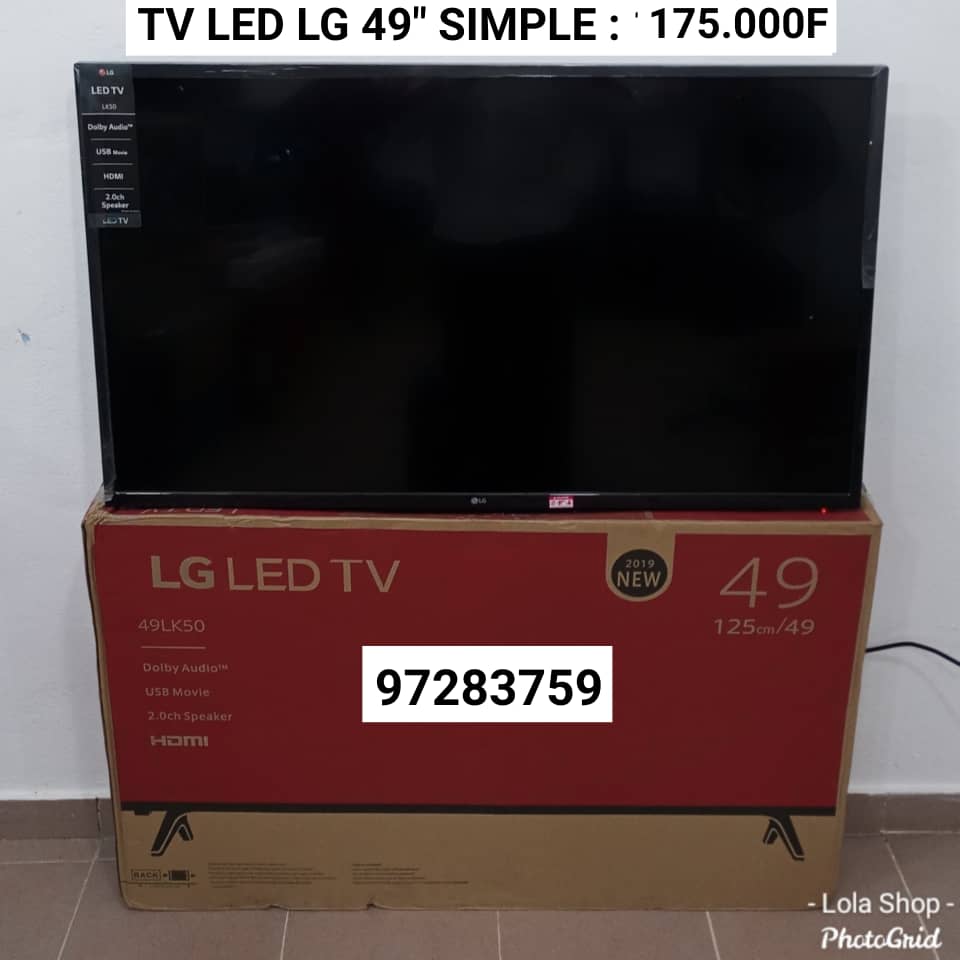 TV LED LG 49" SIMPLE : 175.000F
LG
LED TV
LK50
Dolby Audio™
USB Movie
HDMI
2.0ch
Speaker
LED TV
LG
LG LED TV
2019
NEW
49
125cm/49
49LK50
Dolby Audio™
USB Movie
2.0ch Speaker
HDMI
97283759
BACK
- Lola Shop -
PhotoGrid